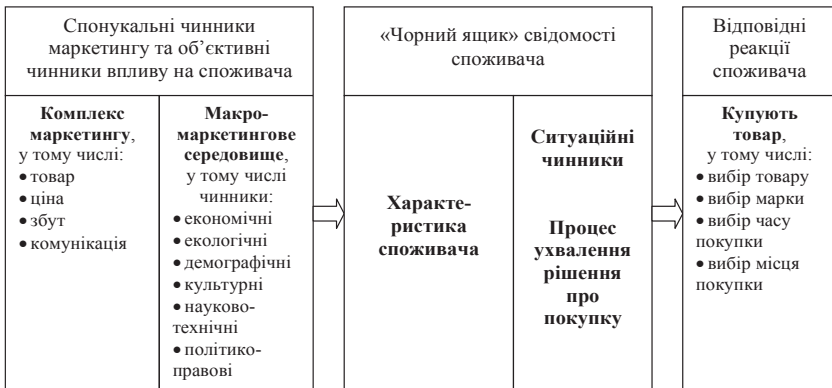 Спонукальні чинники
маркетингу та об’єктивні
чинники впливу на споживача
«Чорний ящик» свідомості
споживача
Відповідні
реакції
споживача
Комплекс
маркетингу,
у тому числі:
• товар
• ціна
• збут
• комунікація
Макро-
маркетингове
середовище,
у тому числі
чинники:
• економічні
• екологічні
• демографічні
• культурні
• науково-
технічні
• політико-
правові
Характе-
ристика
споживача
Ситуаційні
чинники
Процес
ухвалення
рішення
про
покупку
Купують
товар,
у тому числі:
• вибір товару
• вибір марки
• вибір часу
покупки
• вибір місця
покупки